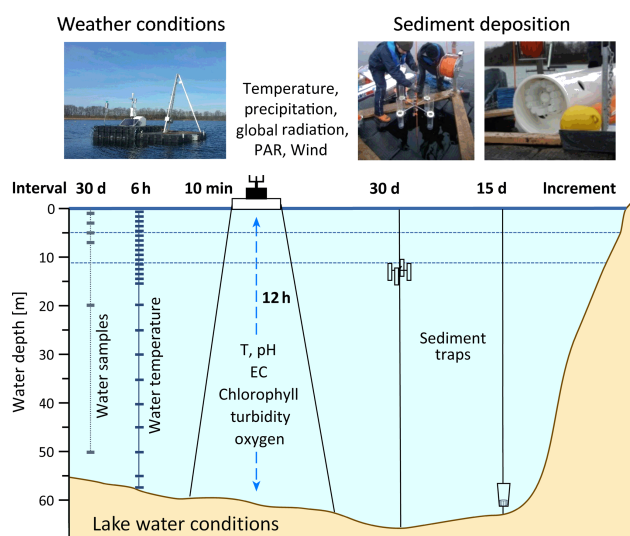 Weather conditions
Sediment deposition
Temperature,
precipitation,
global radiation,
PAR, Wind
Interval 30 d 6 h 10 min 30 d 15 d Increment
0
10
20
30
40
50
60
Water depth [m]
Water samples
Water temperature
12 h
T, pH
EC
Chlorophyll
turbidity
oxygen
Sediment
traps
Lake water conditions